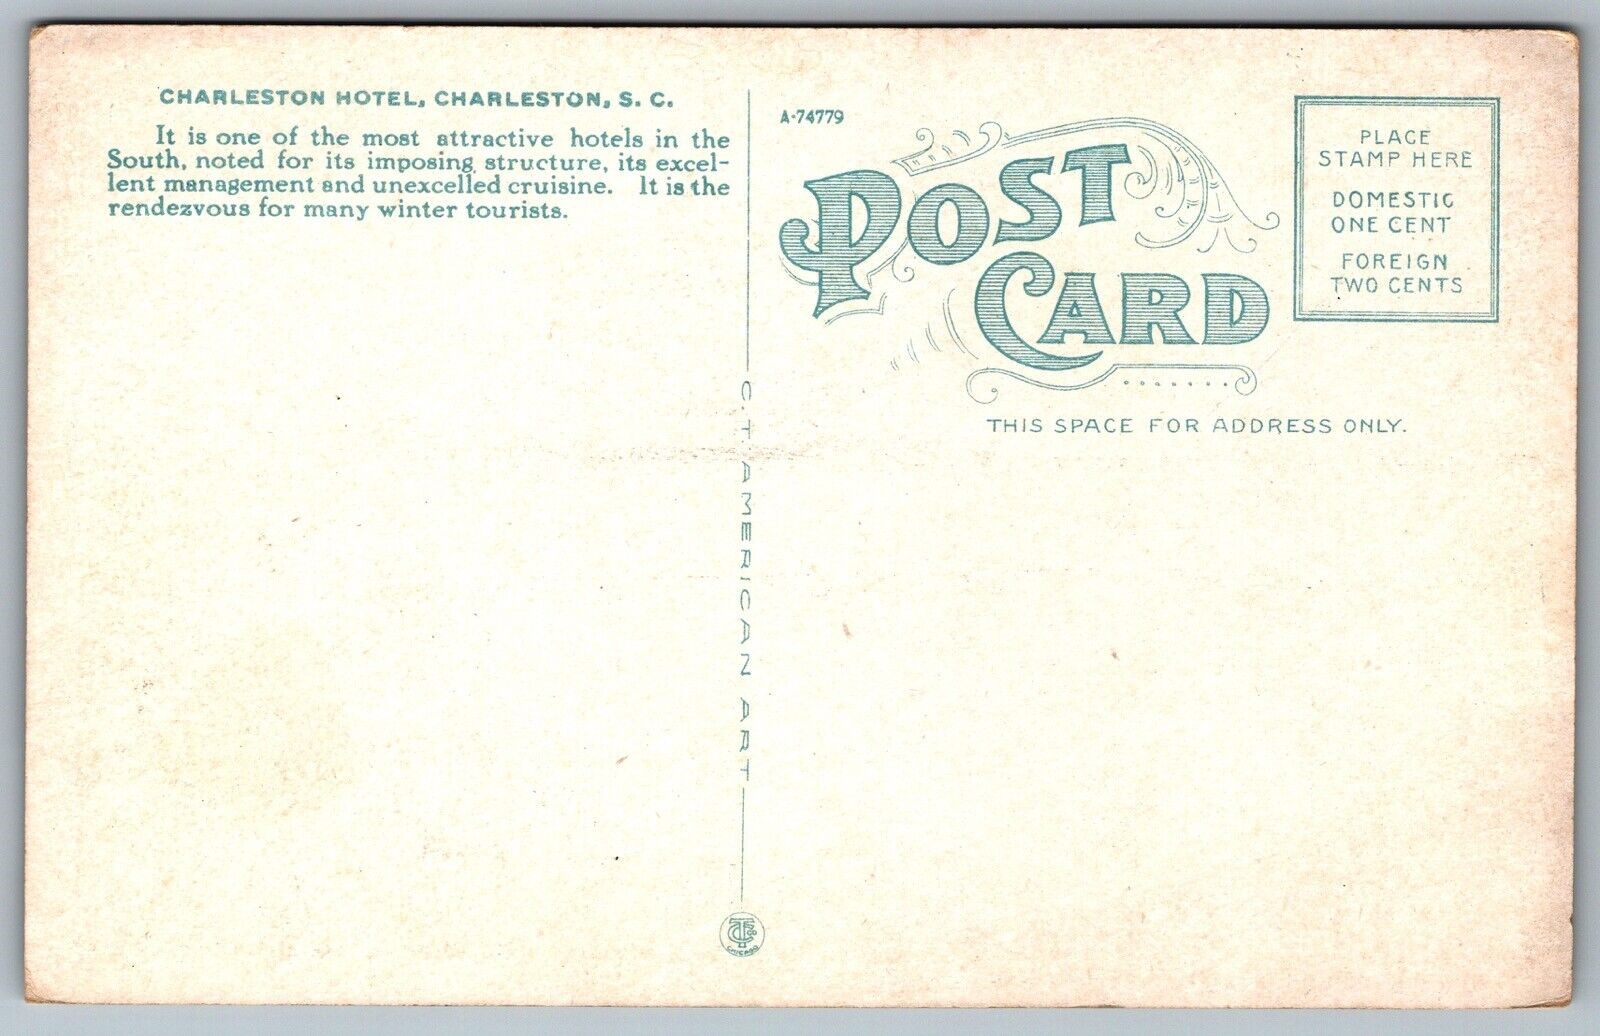 CHARLESTON HOTEL, CHARLESTON, S. C.
It is one of the most attractive hotels in the
South, noted for its imposing structure, its excel-
lent management and unexcelled cruisine. It is the
rendezvous for many winter tourists.
A-74779
POST
CARD
PLACE
STAMP HERE
DOMESTIC
ONE CENT
FOREIGN
TWO CENTS
THIS SPACE FOR ADDRESS ONLY.
C. T. AMERICAN ART
CHICAGO